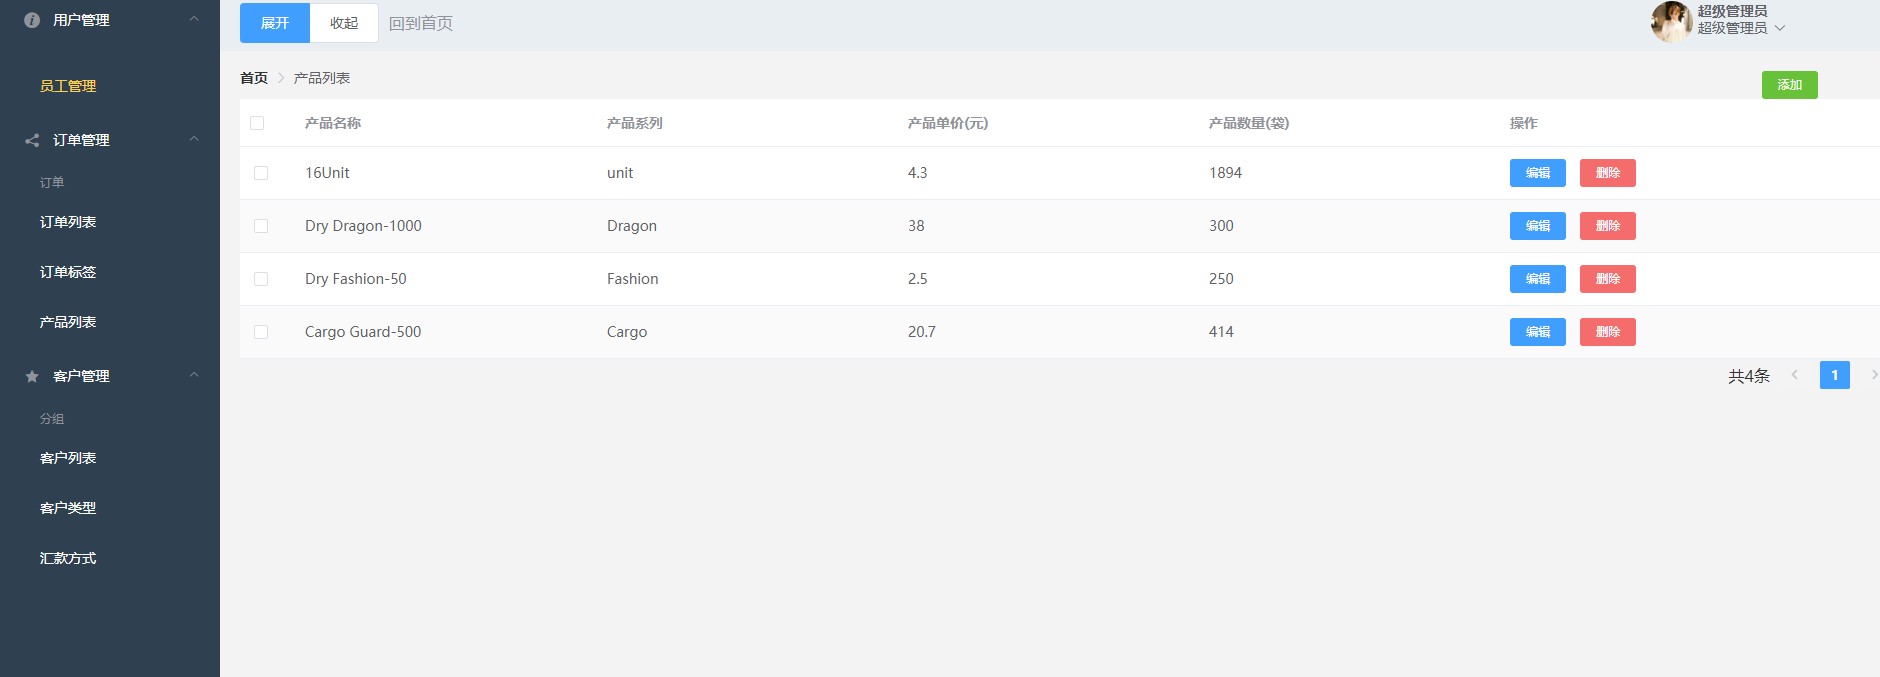 用户管理
员工管理
订单管理
订单
订单列表
订单标签
产品列表
客户管理
分组
客户列表
客户类型
汇款方式
展开 收起 回到首页
超级管理员
超级管理员
首页 产品列表
添加
产品名称 产品系列 产品单价(元) 产品数量(袋) 操作
16Unit unit 4.3 1894 编辑 删除
Dry Dragon-1000 Dragon 38 300 编辑 删除
Dry Fashion-50 Fashion 2.5 250 编辑 删除
Cargo Guard-500 Cargo 20.7 414 编辑 删除
共4条 1